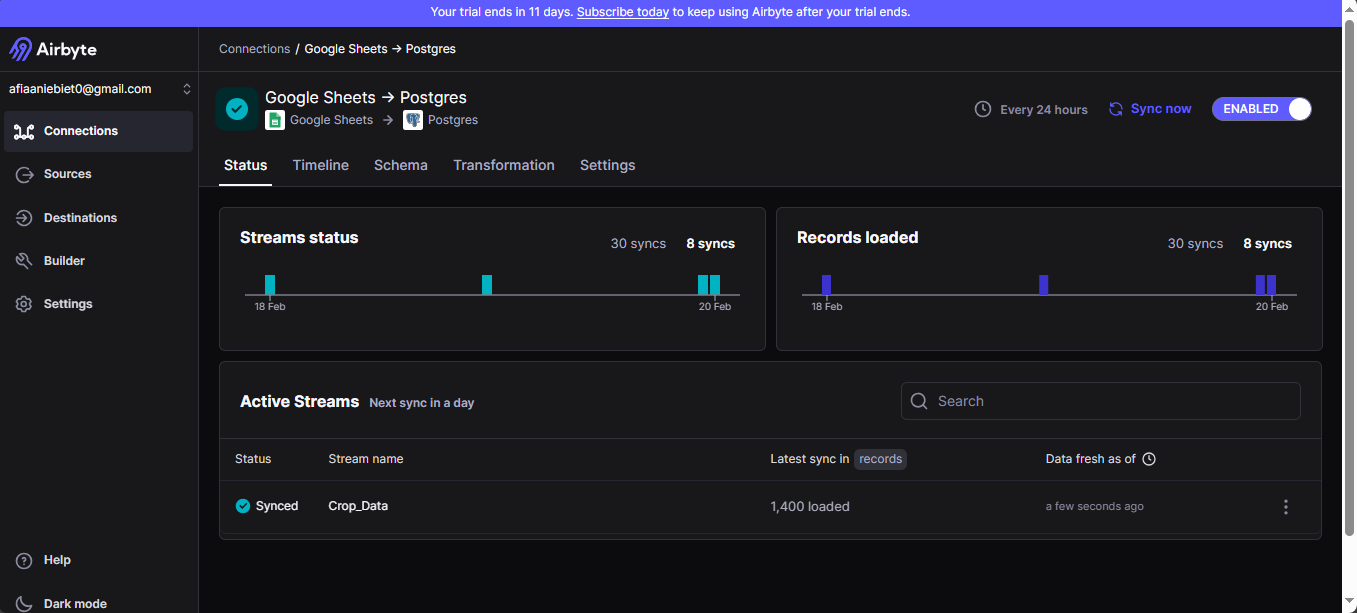 Your trial ends in 11 days. Subscribe today to keep using Airbyte after your trial ends.
Airbyte
Connections / Google Sheets → Postgres
afiaaniebiet0@gmail.com
Google Sheets → Postgres
Google Sheets → Postgres
Every 24 hours
Sync now
ENABLED
Connections
Sources
Destinations
Builder
Settings
Status Timeline Schema Transformation Settings
Streams status
30 syncs 8 syncs
18 Feb 20 Feb
Records loaded
30 syncs 8 syncs
18 Feb 20 Feb
Active Streams Next sync in a day
Search
Status Stream name Latest sync in records Data fresh as of
Synced Crop_Data 1,400 loaded a few seconds ago
Help
Dark mode